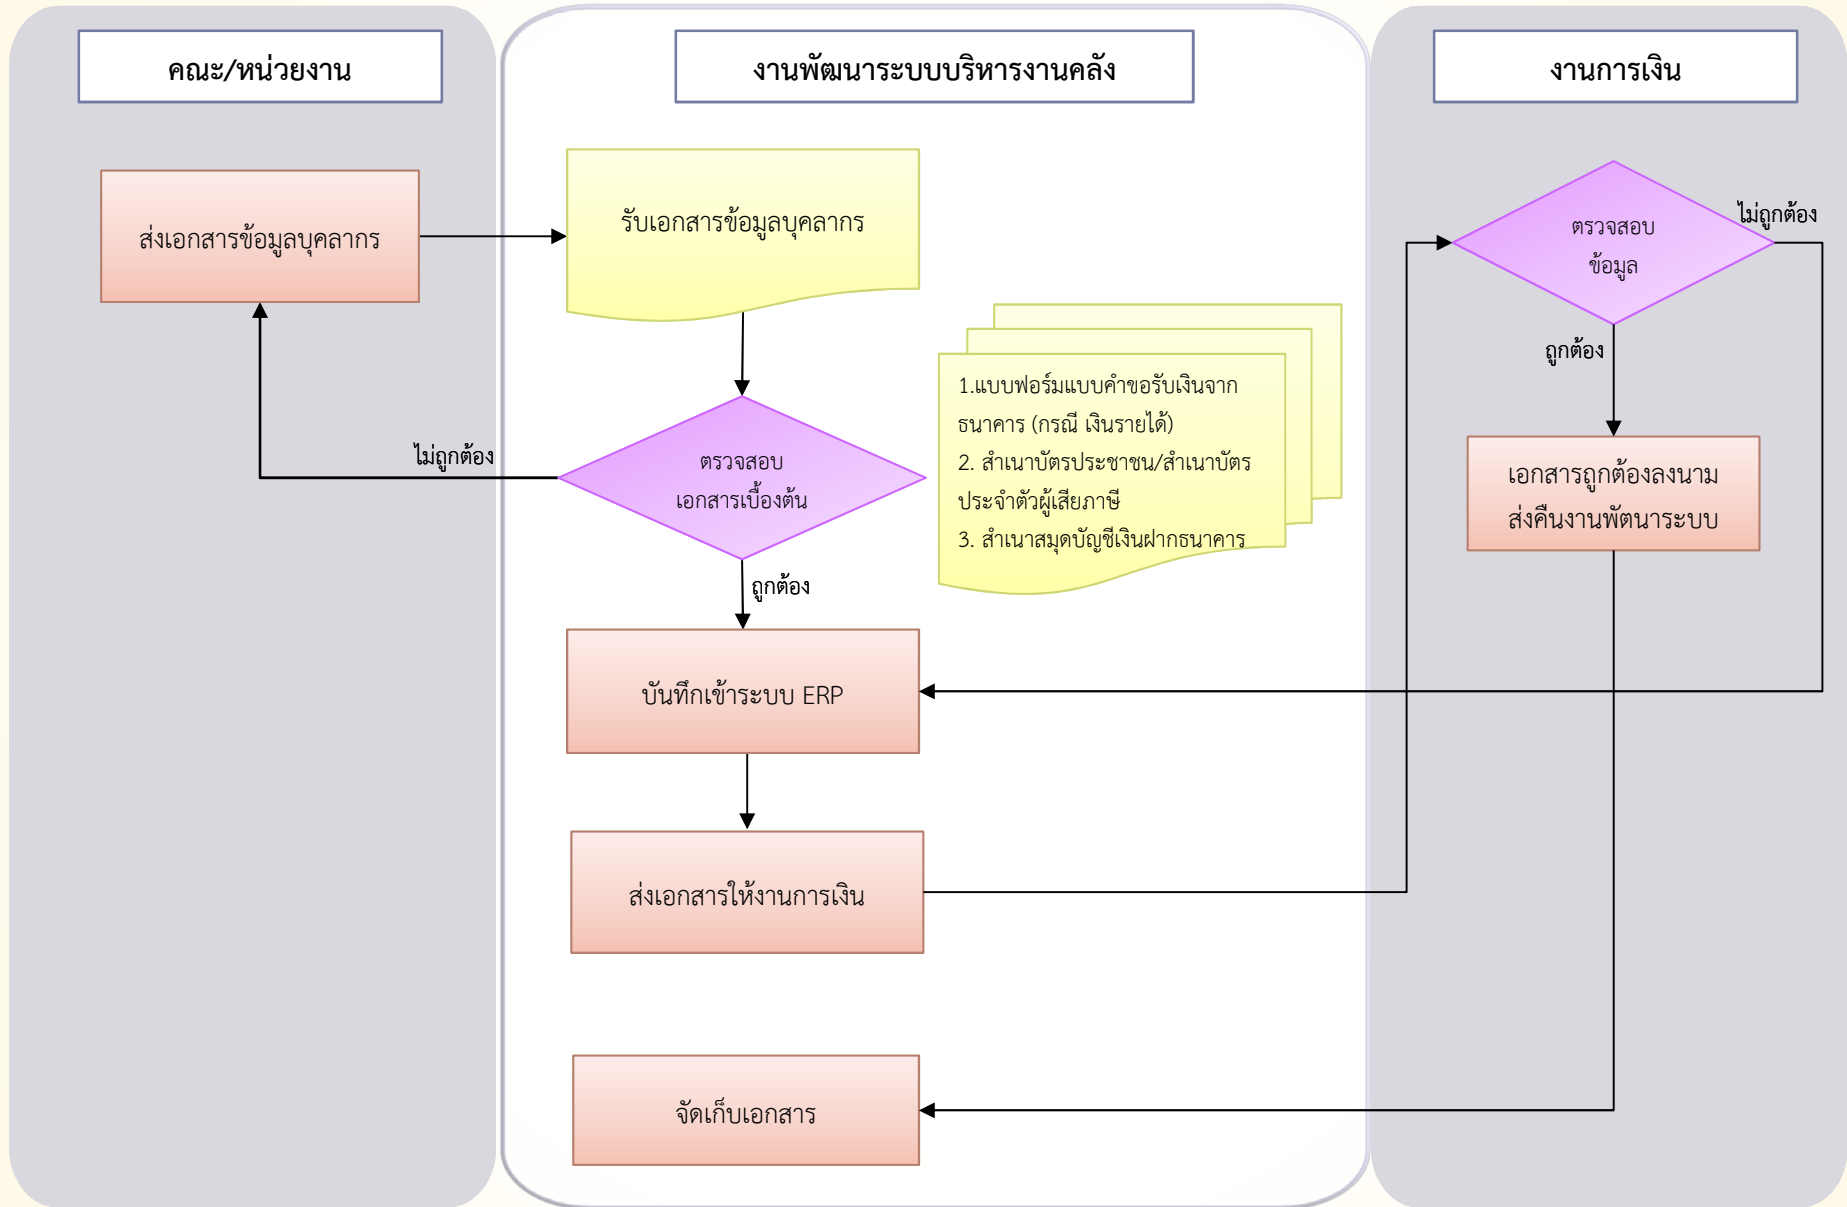 คณะ/หน่วยงาน
งานพัฒนาระบบบริหารงานคลัง
งานการเงิน
ส่งเอกสารข้อมูลบุคลากร
รับเอกสารข้อมูลบุคลากร
ตรวจสอบ
ข้อมูล
ไม่ถูกต้อง
ถูกต้อง
1.แบบฟอร์มแบบคำขอรับเงินจาก
ธนาคาร (กรณี เงินรายได้)
2. สำเนาบัตรประชาชน/สำเนาบัตร
ประจำตัวผู้เสียภาษี
3. สำเนาสมุดบัญชีเงินฝากธนาคาร
ไม่ถูกต้อง
ตรวจสอบ
เอกสารเบื้องต้น
ถูกต้อง
เอกสารถูกต้องลงนาม
ส่งคืนงานพัตนาระบบ
บันทึกเข้าระบบ ERP
ส่งเอกสารให้งานการเงิน
จัดเก็บเอกสาร